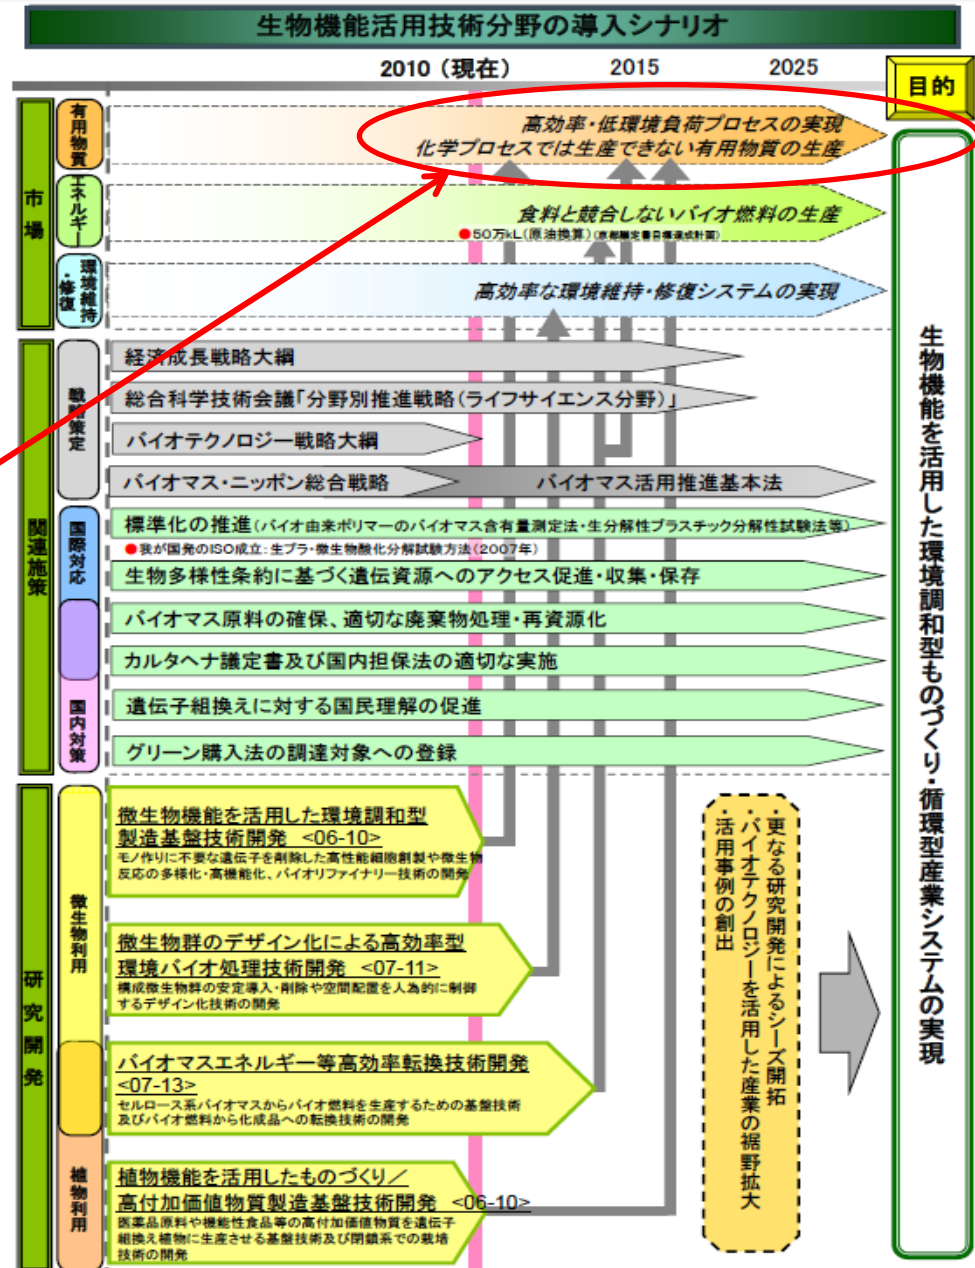 生物機能活用技術分野の導入シナリオ
2010（現在）
2015
2025
目的
市場
有用物質
高効率・低環境負荷プロセスの実現
化学プロセスでは生産できない有用物質の生産
エネルギー
食料と競合しないバイオ燃料の生産
●50万kL(原油換算)(京都議定書目標達成計画)
環境維持・修復
高効率な環境維持・修復システムの実現
関連施策
戦略策定
経済成長戦略大綱
総合科学技術会議「分野別推進戦略(ライフサイエンス分野)」
バイオテクノロジー戦略大綱
バイオマス・ニッポン総合戦略
バイオマス活用推進基本法
国際対応
標準化の推進(バイオ由来ポリマーのバイオマス含有量測定法・生分解性プラスチック分解性試験法等)
●我が国発のISO成立:生プラ・微生物酸化分解試験方法(2007年)
生物多様性条約に基づく遺伝資源へのアクセス促進・収集・保存
バイオマス原料の確保、適切な廃棄物処理・再資源化
カルタヘナ議定書及び国内担保法の適切な実施
国内対策
遺伝子組換えに対する国民理解の促進
グリーン購入法の調達対象への登録
研究開発
微生物利用
微生物機能を活用した環境調和型
製造基盤技術開発 <06-10>
モノ作りに不要な遺伝子を削除した高性能細胞創製や微生物
反応の多様化・高機能化、バイオリファイナリー技術の開発
微生物群のデザイン化による高効率型
環境バイオ処理技術開発 <07-11>
構成微生物群の安定導入・削除や空間配置を人為的に制御
するデザイン化技術の開発
バイオマスエネルギー等高効率転換技術開発
<07-13>
セルロース系バイオマスからバイオ燃料を生産するための基盤技術
及びバイオ燃料から化成品への転換技術の開発
植物利用
植物機能を活用したものづくり／
高付加価値物質製造基盤技術開発 <06-10>
医薬品原料や機能性食品等の高付加価値物質を遺伝子
組換え植物に生産させる基盤技術及び閉鎖系での栽培
技術の開発
・更なる研究開発によるシーズ開拓
・バイオテクノロジーを活用した産業の裾野拡大
・活用事例の創出
生物機能を活用した環境調和型ものづくり・循環型産業システムの実現